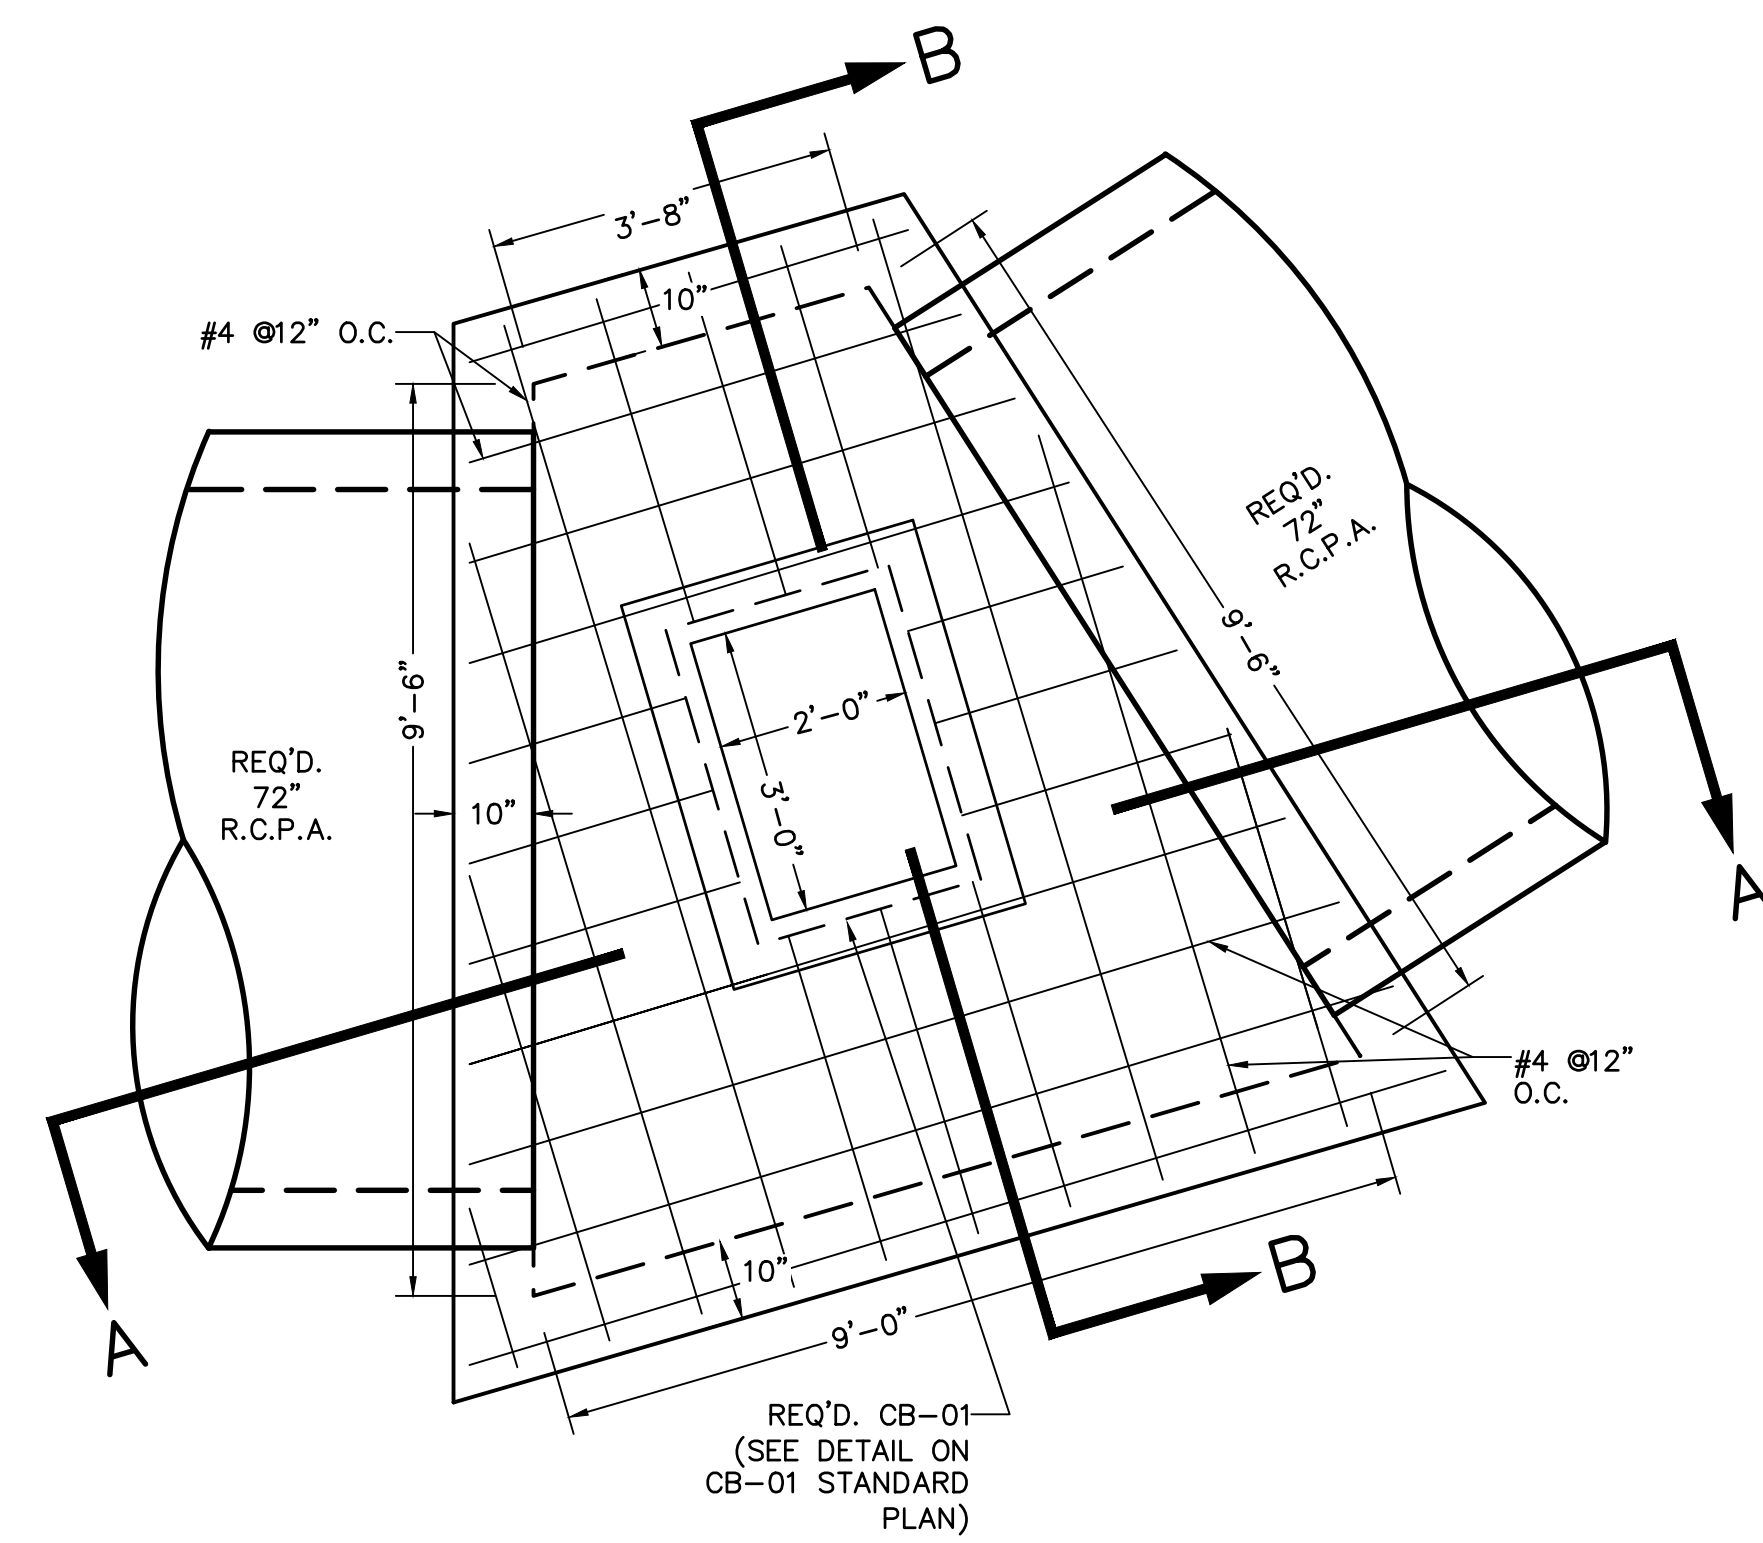 B
3'-8"
10"
#4 @12" O.C.
REQ'D.
72"
R.C.P.A.
9'-6"
9'-6"
2'-0"
3'-0"
REQ'D.
72"
R.C.P.A.
10"
A
#4 @12"
O.C.
10"
B
9'-0"
A
REQ'D. CB-01
(SEE DETAIL ON
CB-01 STANDARD
PLAN)